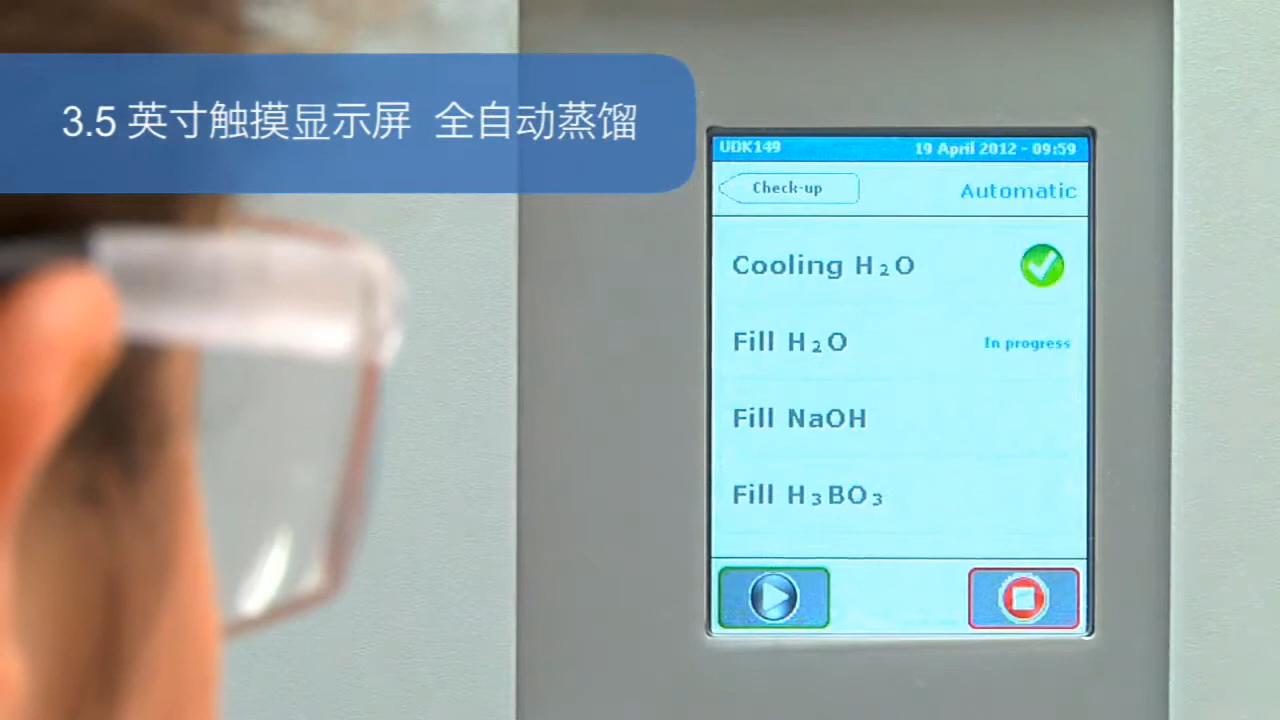 3.5 英寸触摸显示屏 全自动蒸馏
UDK149 19 April 2012 - 09:59
Check-up Automatic
Cooling H₂O
Fill H₂O In progress
Fill NaOH
Fill H₃BO₃